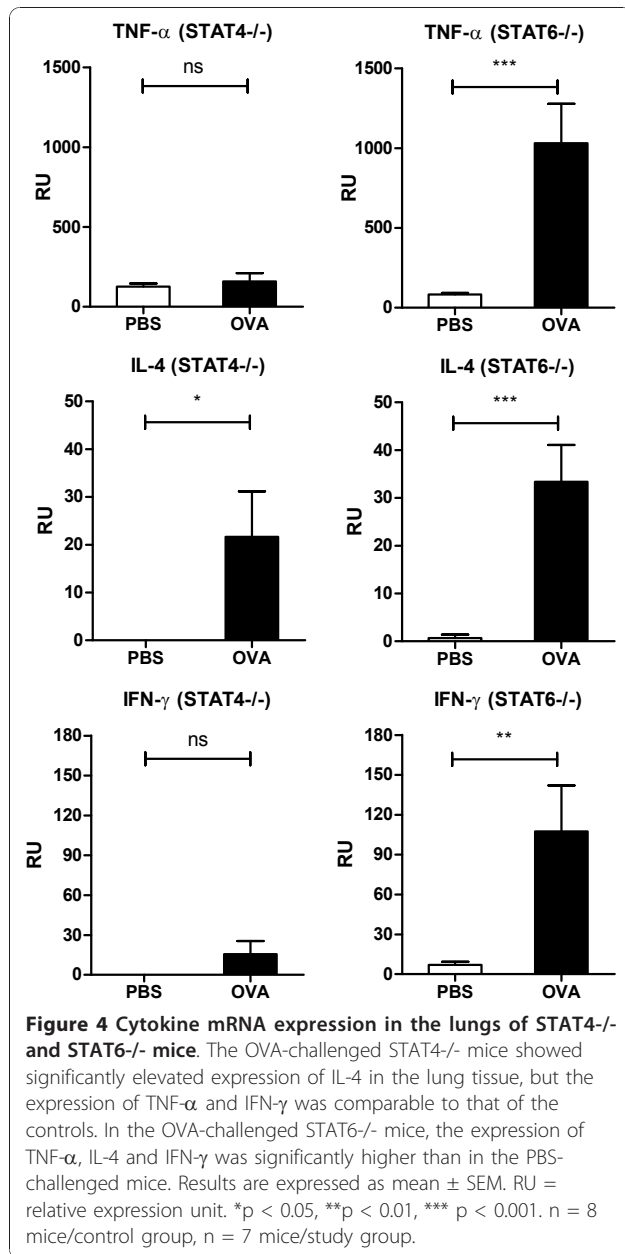 TNF-α (STAT4-/-)
1500
1000
500
0
RU
ns
PBS OVA
TNF-α (STAT6-/-)
1500
1000
500
0
RU
***
PBS OVA
IL-4 (STAT4-/-)
50
40
30
20
10
0
RU
*
PBS OVA
IL-4 (STAT6-/-)
50
40
30
20
10
0
RU
***
PBS OVA
IFN-γ (STAT4-/-)
180
150
120
90
60
30
0
RU
ns
PBS OVA
IFN-γ (STAT6-/-)
180
150
120
90
60
30
0
RU
**
PBS OVA
Figure 4 Cytokine mRNA expression in the lungs of STAT4-/-
and STAT6-/- mice. The OVA-challenged STAT4-/- mice showed
significantly elevated expression of IL-4 in the lung tissue, but the
expression of TNF-α and IFN-γ was comparable to that of the
controls. In the OVA-challenged STAT6-/- mice, the expression of
TNF-α, IL-4 and IFN-γ was significantly higher than in the PBS-
challenged mice. Results are expressed as mean ± SEM. RU =
relative expression unit. *p < 0.05, **p < 0.01, *** p < 0.001. n = 8
mice/control group, n = 7 mice/study group.